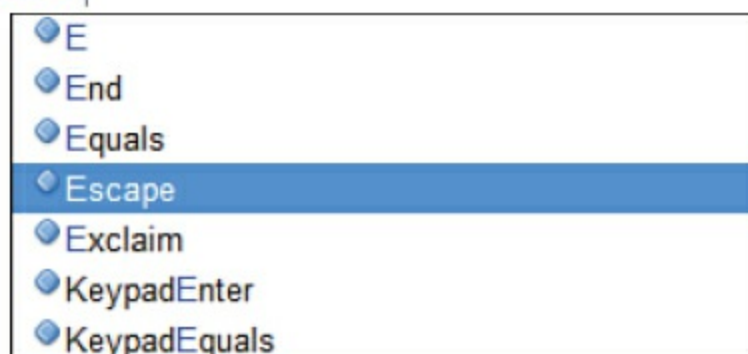 E
End
Equals
Escape
Exclaim
KeypadEnter
KeypadEquals